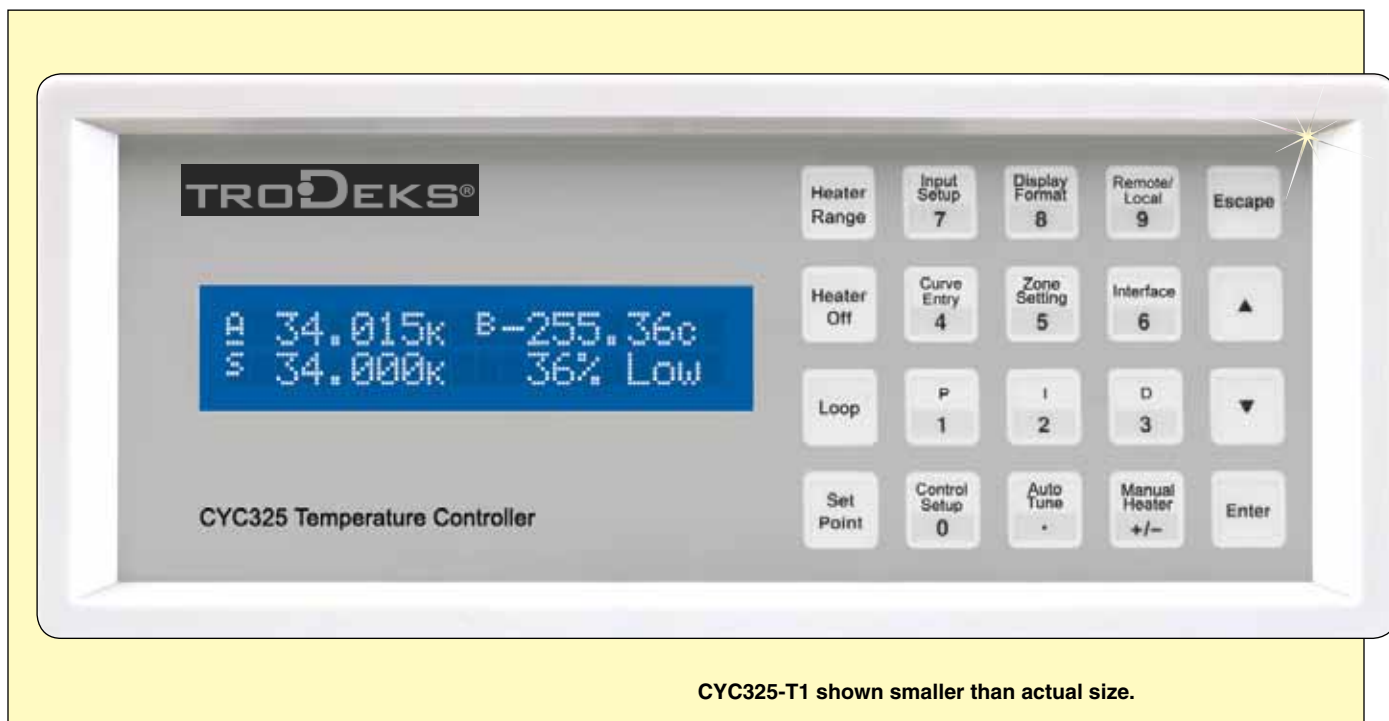 TRODEKS®
A 34.015K B-255.36C
S 34.000K 36% Low
CYC325 Temperature Controller
Heater
Range
Input
Setup
7
Display
Format
8
Remote/
Local
9
Escape
Heater
Off
Curve
Entry
4
Zone
Setting
5
Interface
6
▲
Loop
P
1
I
2
D
3
▼
Set
Point
Control
Setup
0
Auto
Tune
.
Manual
Heater
+/−
Enter
CYC325-T1 shown smaller than actual size.